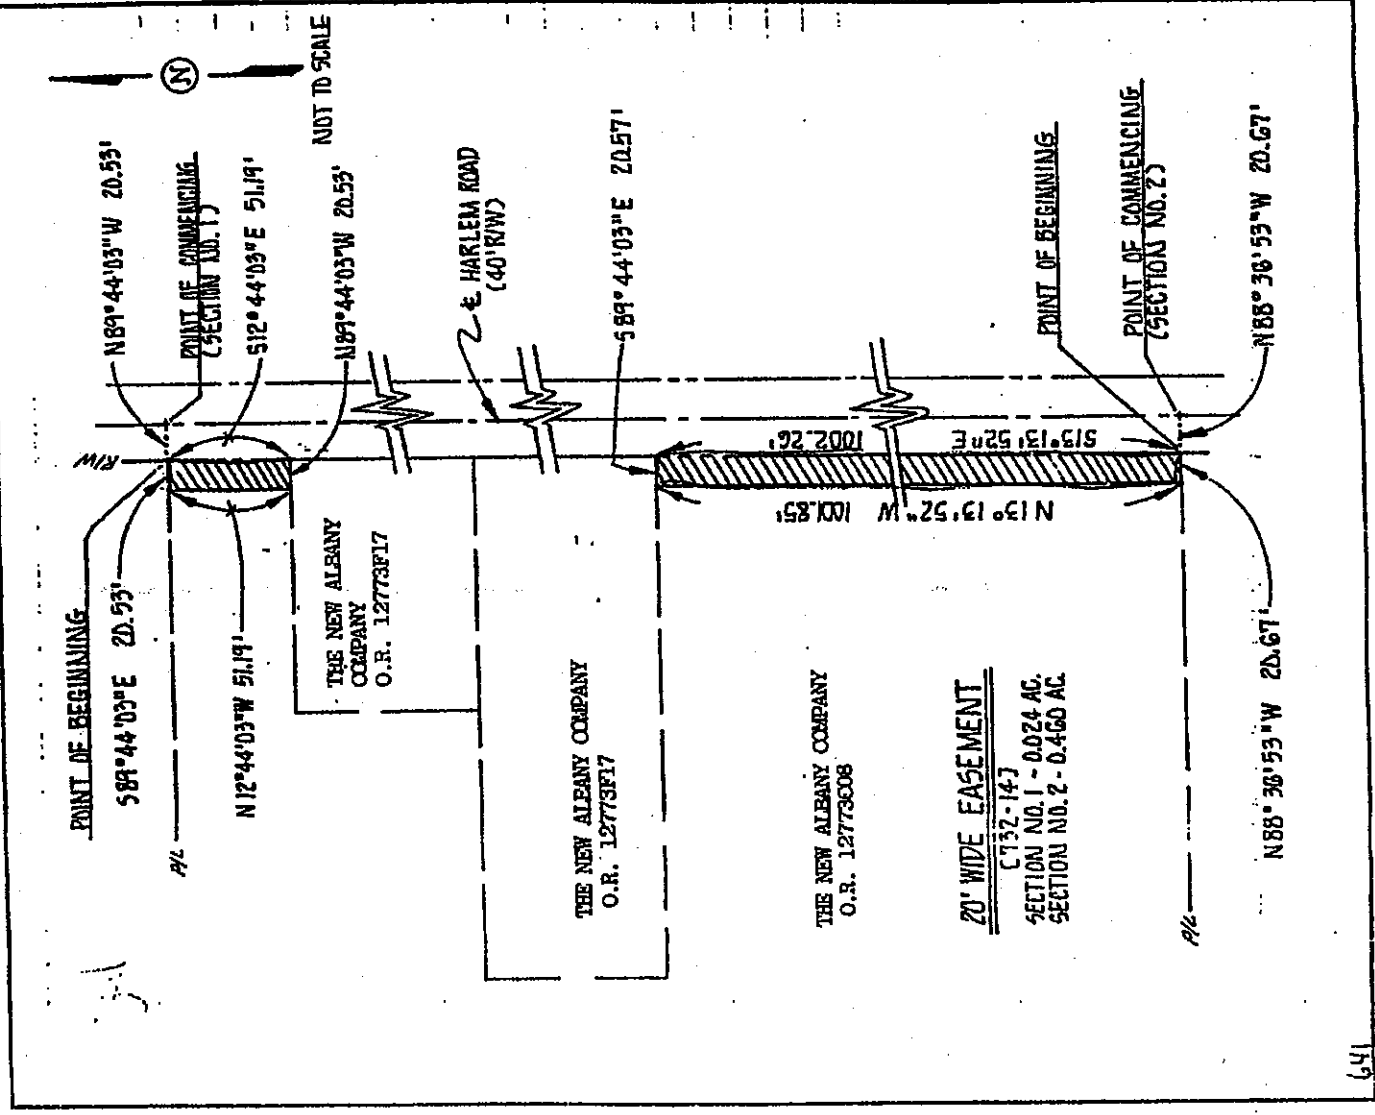 N
NOT TO SCALE
N89°44'03"W 20.53'
POINT OF COMMENCING
(SECTION NO. 1)
S12°44'03"E 51.19'
N89°44'03"W 20.53'
℄ HARLEM ROAD
(40'R/W)
S89°44'03"E 20.57'
POINT OF BEGINNING
POINT OF COMMENCING
(SECTION NO. 2)
N88°36'53"W 20.67'
R/W
S13°13'52"E 1002.26'
N13°13'52"W 1001.85'
POINT OF BEGINNING
S89°44'03"E 20.53'
N12°44'03"W 51.19'
P/L
THE NEW ALBANY
COMPANY
O.R. 12773F17
THE NEW ALBANY COMPANY
O.R. 12773F17
THE NEW ALBANY COMPANY
O.R. 12773C08
20' WIDE EASEMENT
[732-14]
SECTION NO. 1 - 0.024 AC.
SECTION NO. 2 - 0.460 AC.
P/L
N88°36'53"W 20.67'
641